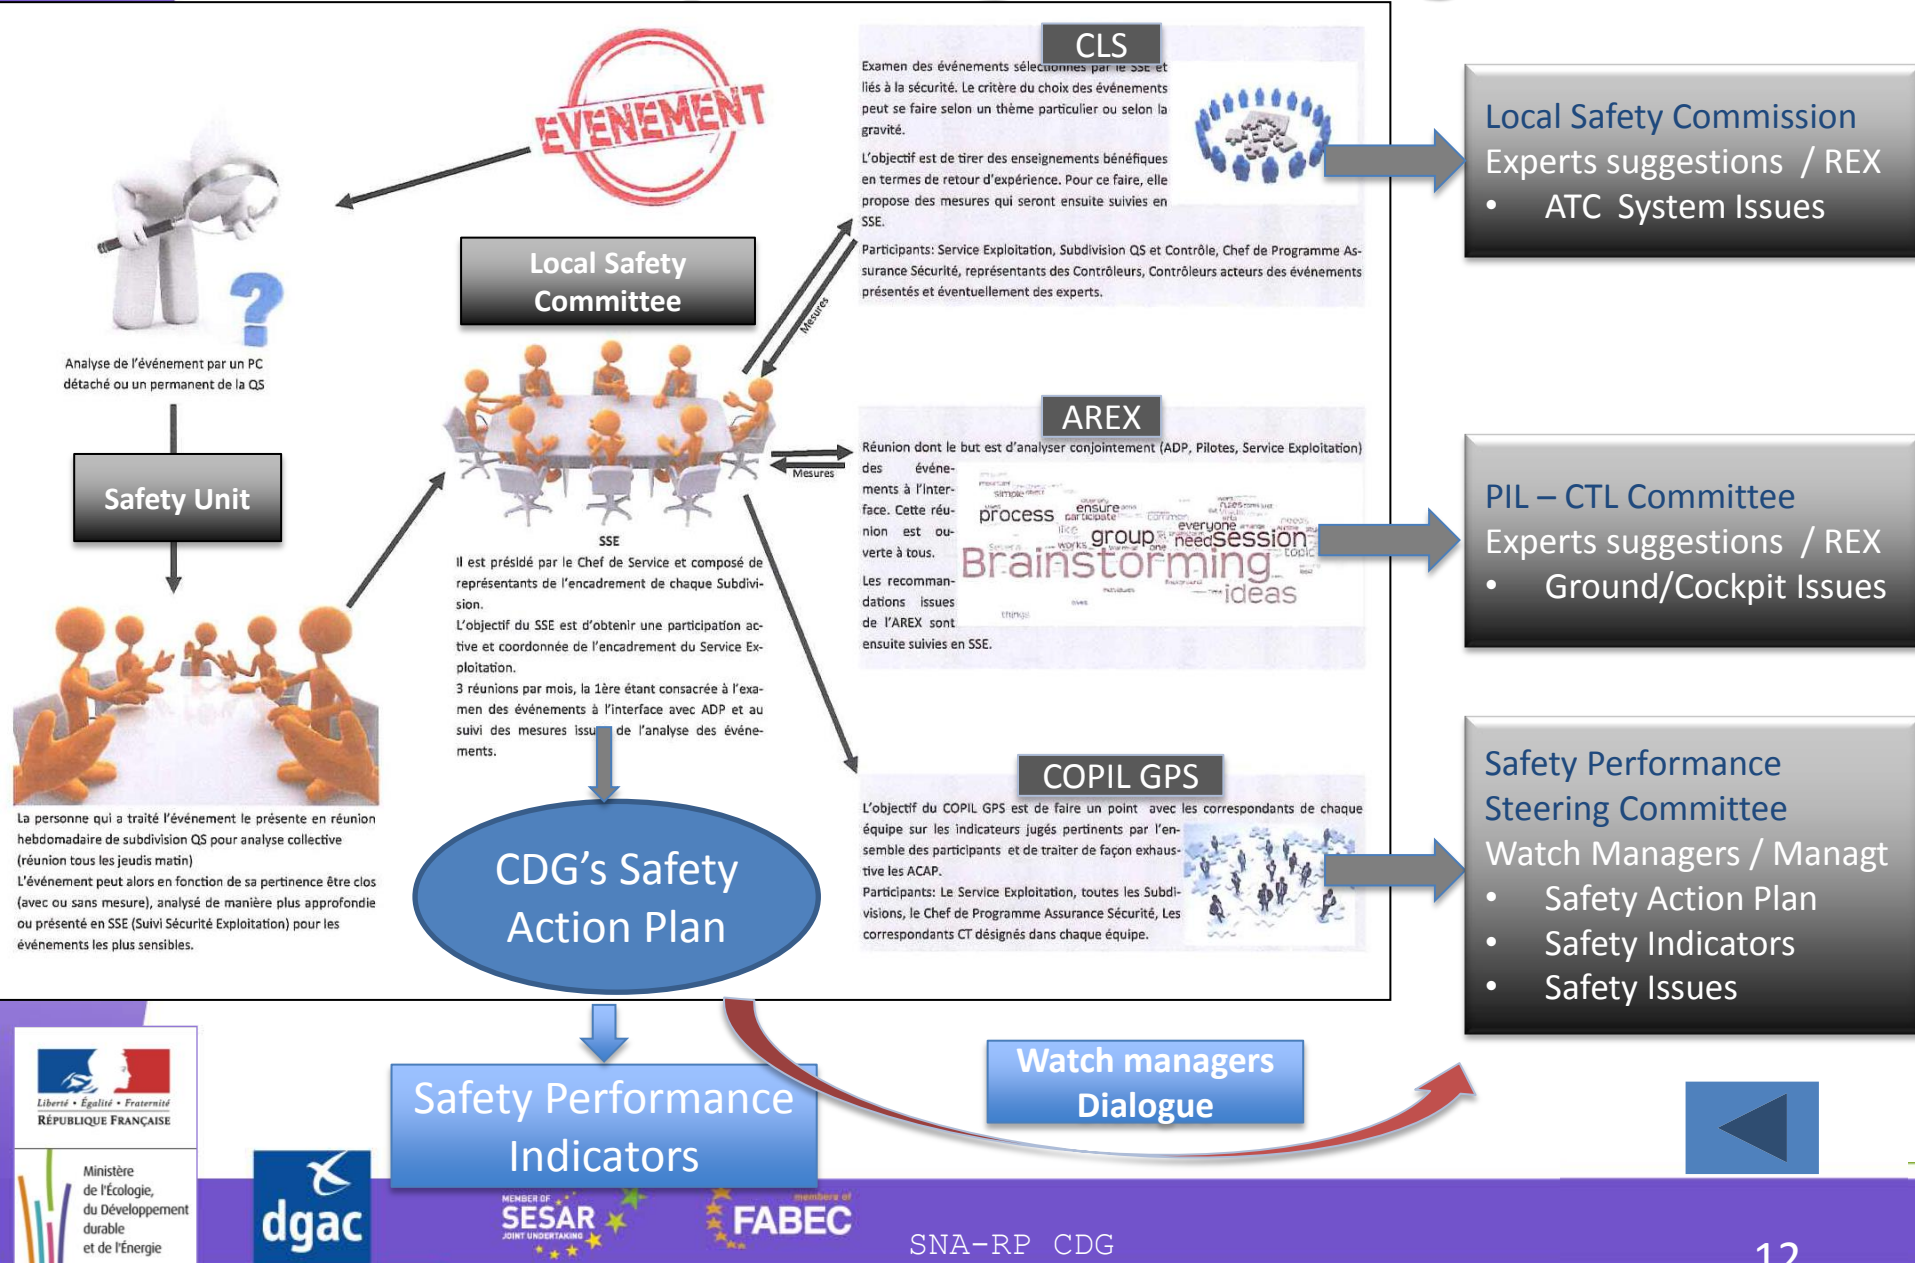 EVENEMENT
Analyse de l'événement par un PC
détaché ou un permanent de la QS
Safety Unit
La personne qui a traité l'événement le présente en réunion
hebdomadaire de subdivision QS pour analyse collective
(réunion tous les jeudis matin)
L'événement peut alors en fonction de sa pertinence être clos
(avec ou sans mesure), analysé de manière plus approfondie
ou présenté en SSE (Suivi Sécurité Exploitation) pour les
événements les plus sensibles.
Local Safety
Committee
SSE
Il est présidé par le Chef de Service et composé de
représentants de l'encadrement de chaque Subdivi-
sion.
L'objectif du SSE est d'obtenir une participation ac-
tive et coordonnée de l'encadrement du Service Ex-
ploitation.
3 réunions par mois, la 1ère étant consacrée à l'exa-
men des événements à l'interface avec ADP et au
suivi des mesures issu de l'analyse des événe-
ments.
CDG's Safety
Action Plan
Mesures
Mesures
CLS
Examen des événements sélectionnés par le SSE et
liés à la sécurité. Le critère du choix des événements
peut se faire selon un thème particulier ou selon la
gravité.
L'objectif est de tirer des enseignements bénéfiques
en termes de retour d'expérience. Pour ce faire, elle
propose des mesures qui seront ensuite suivies en
SSE.
Participants: Service Exploitation, Subdivision QS et Contrôle, Chef de Programme As-
surance Sécurité, représentants des Contrôleurs, Contrôleurs acteurs des événements
présentés et éventuellement des experts.
AREX
Réunion dont le but est d'analyser conjointement (ADP, Pilotes, Service Exploitation)
des événe-
ments à l'inter-
face. Cette réu-
nion est ou-
verte à tous.
Les recomman-
dations issues
de l'AREX sont
ensuite suivies en SSE.
simple
process ensure
participate common everyone
like works group one need session
topic
Brainstorming
ideas
things
COPIL GPS
L'objectif du COPIL GPS est de faire un point avec les correspondants de chaque
équipe sur les indicateurs jugés pertinents par l'en-
semble des participants et de traiter de façon exhaus-
tive les ACAP.
Participants: Le Service Exploitation, toutes les Subdi-
visions, le Chef de Programme Assurance Sécurité, Les
correspondants CT désignés dans chaque équipe.
Local Safety Commission
Experts suggestions / REX
• ATC System Issues
PIL – CTL Committee
Experts suggestions / REX
• Ground/Cockpit Issues
Safety Performance
Steering Committee
Watch Managers / Managt
• Safety Action Plan
• Safety Indicators
• Safety Issues
Safety Performance
Indicators
Watch managers
Dialogue
Liberté • Égalité • Fraternité
RÉPUBLIQUE FRANÇAISE
Ministère
de l'Écologie,
du Développement
durable
et de l'Énergie
dgac
MEMBER OF
SESAR
JOINT UNDERTAKING
members of
FABEC
SNA-RP CDG
12